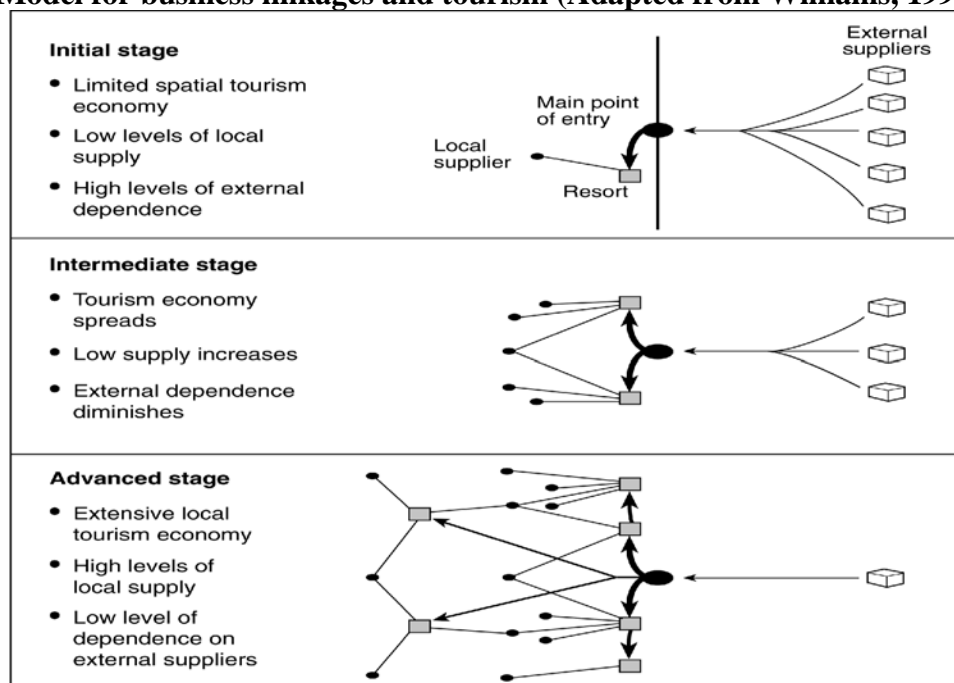 Model for business linkages and tourism (Adapted from Williams, 199
Initial stage
• Limited spatial tourism
economy
• Low levels of local
supply
• High levels of external
dependence
External
suppliers
Main point
of entry
Local
supplier
Resort
Intermediate stage
• Tourism economy
spreads
• Low supply increases
• External dependence
diminishes
Advanced stage
• Extensive local
tourism economy
• High levels of
local supply
• Low level of
dependence on
external suppliers